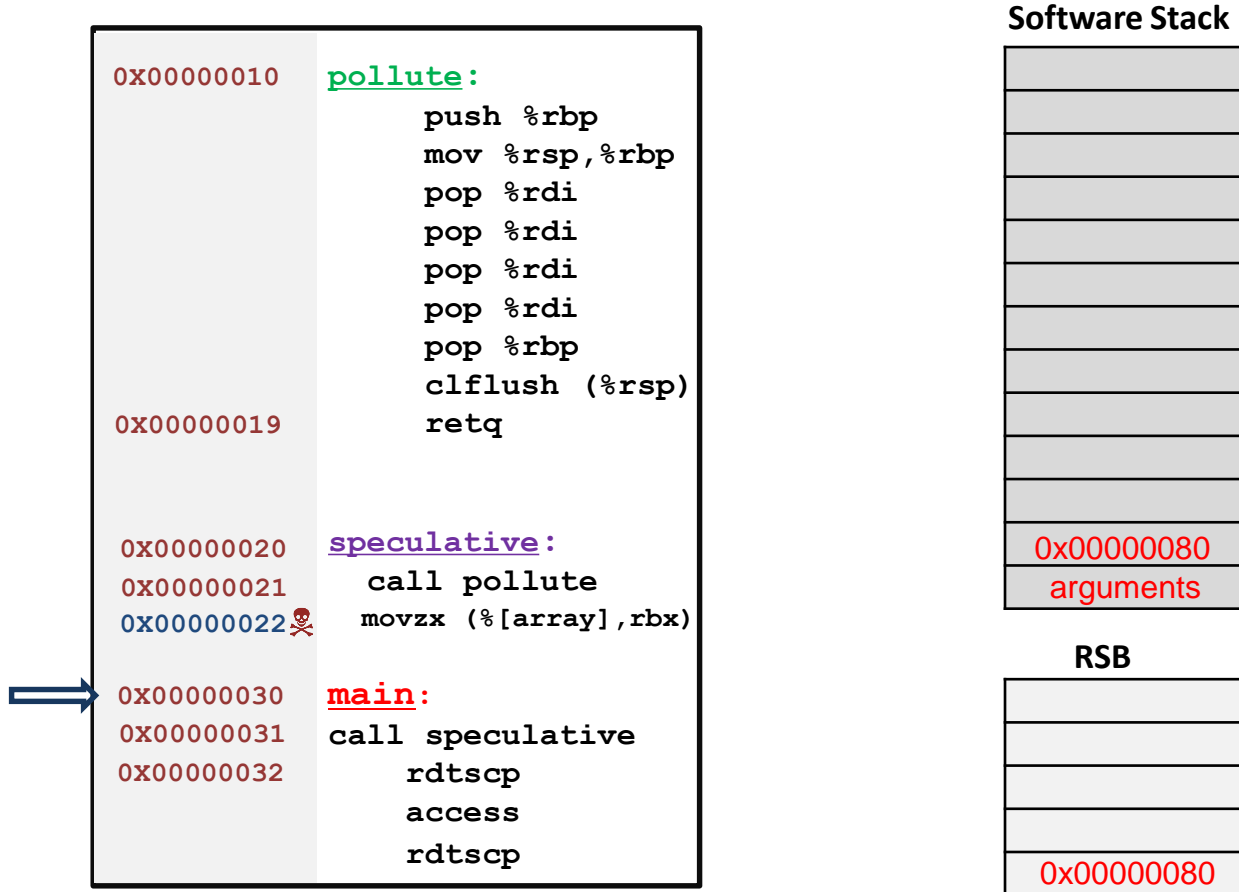 Software Stack
0X00000010 pollute:
push %rbp
mov %rsp,%rbp
pop %rdi
pop %rdi
pop %rdi
pop %rdi
pop %rbp
clflush (%rsp)
0X00000019 retq
0X00000020 speculative:
0X00000021 call pollute
0X00000022 movzx (%[array],rbx)
0X00000030 main:
0X00000031 call speculative
0X00000032 rdtscp
access
rdtscp
0x00000080
arguments
RSB
0x00000080